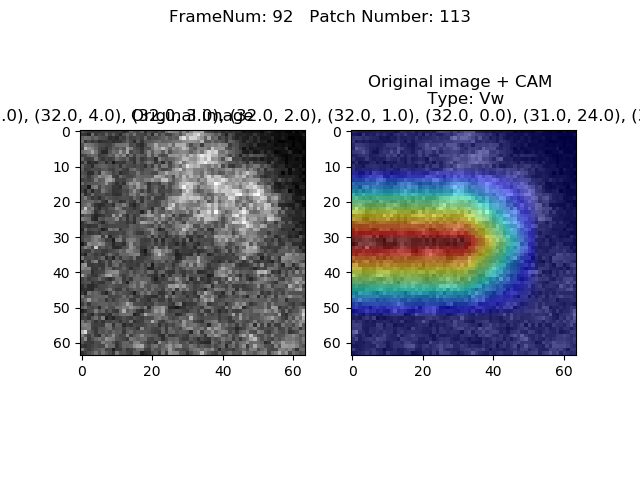 FrameNum: 92   Patch Number: 113
Original image + CAM
Type: Vw
.0), (32.0, 4.0), (32.0, 3.0), (32.0, 2.0), (32.0, 1.0), (32.0, 0.0), (31.0, 24.0), (3
Original image
0
10
20
30
40
50
60
0 20 40 60
0
10
20
30
40
50
60
0 20 40 60